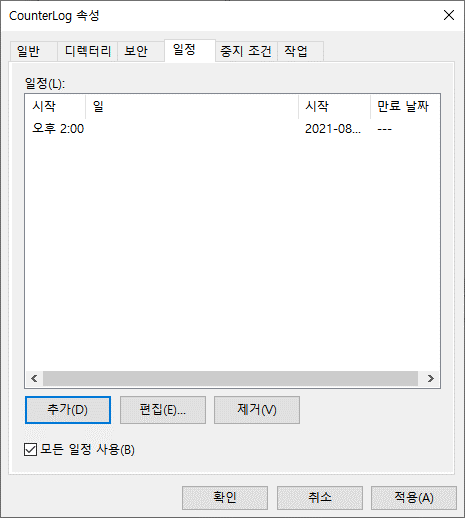 CounterLog 속성
일반 디렉터리 보안 일정 중지 조건 작업
일정(L):
시작 일 시작 만료 날짜
오후 2:00 2021-08... ---
추가(D) 편집(E)... 제거(V)
모든 일정 사용(B)
확인 취소 적용(A)